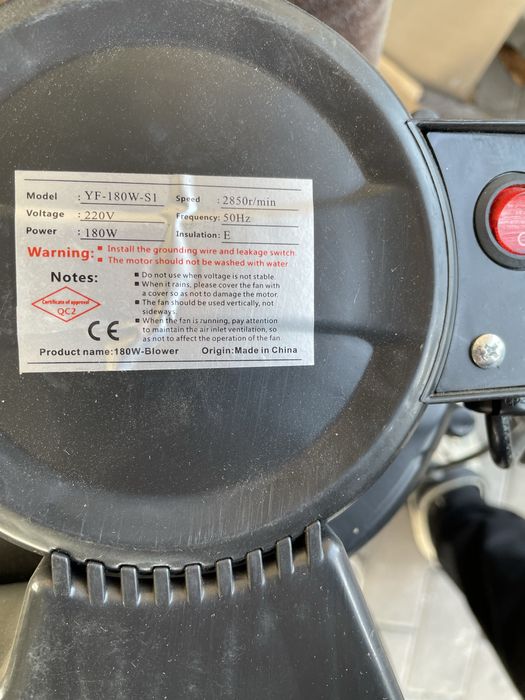 Model : YF-180W-S1 Speed : 2850r/min
Voltage : 220V Frequency: 50Hz
Power : 180W Insulation: E
Warning: ■ Install the grounding wire and leakage switch
■ The motor should not be washed with water
Notes: ■ Do not use when voltage is not stable.
■ When it rains, please cover the fan with
a cover so as not to damage the motor.
■ The fan should be used vertically, not
sideways.
■ When the fan is running, pay attention
to maintain the air inlet ventilation, so
as not to affect the operation of the fan
Certificate of approval
QC2
CE
Product name:180W-Blower Origin:Made in China